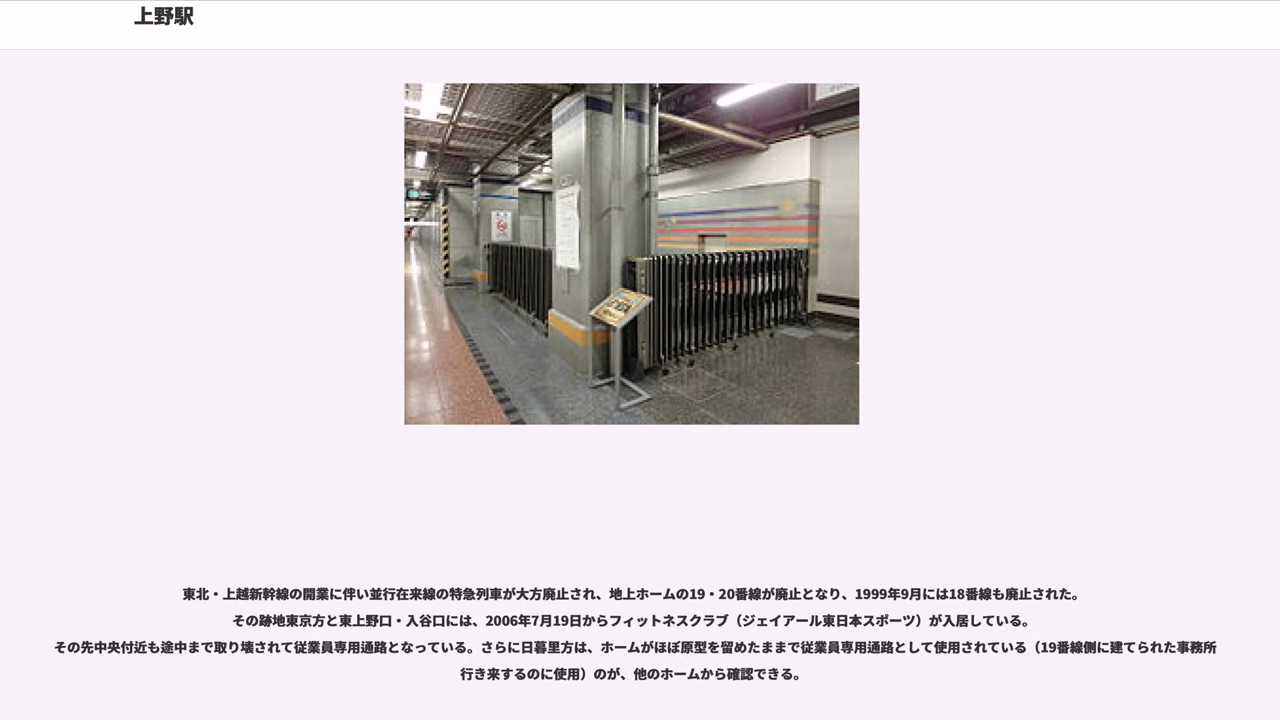 上野駅
東北・上越新幹線の開業に伴い並行在来線の特急列車が大方廃止され、地上ホームの19・20番線が廃止となり、1999年9月には18番線も廃止された。
その跡地東京方と東上野口・入谷口には、2006年7月19日からフィットネスクラブ（ジェイアール東日本スポーツ）が入居している。
その先中央付近も途中まで取り壊されて従業員専用通路となっている。さらに日暮里方は、ホームがほぼ原型を留めたままで従業員専用通路として使用されている（19番線側に建てられた事務所
行き来するのに使用）のが、他のホームから確認できる。